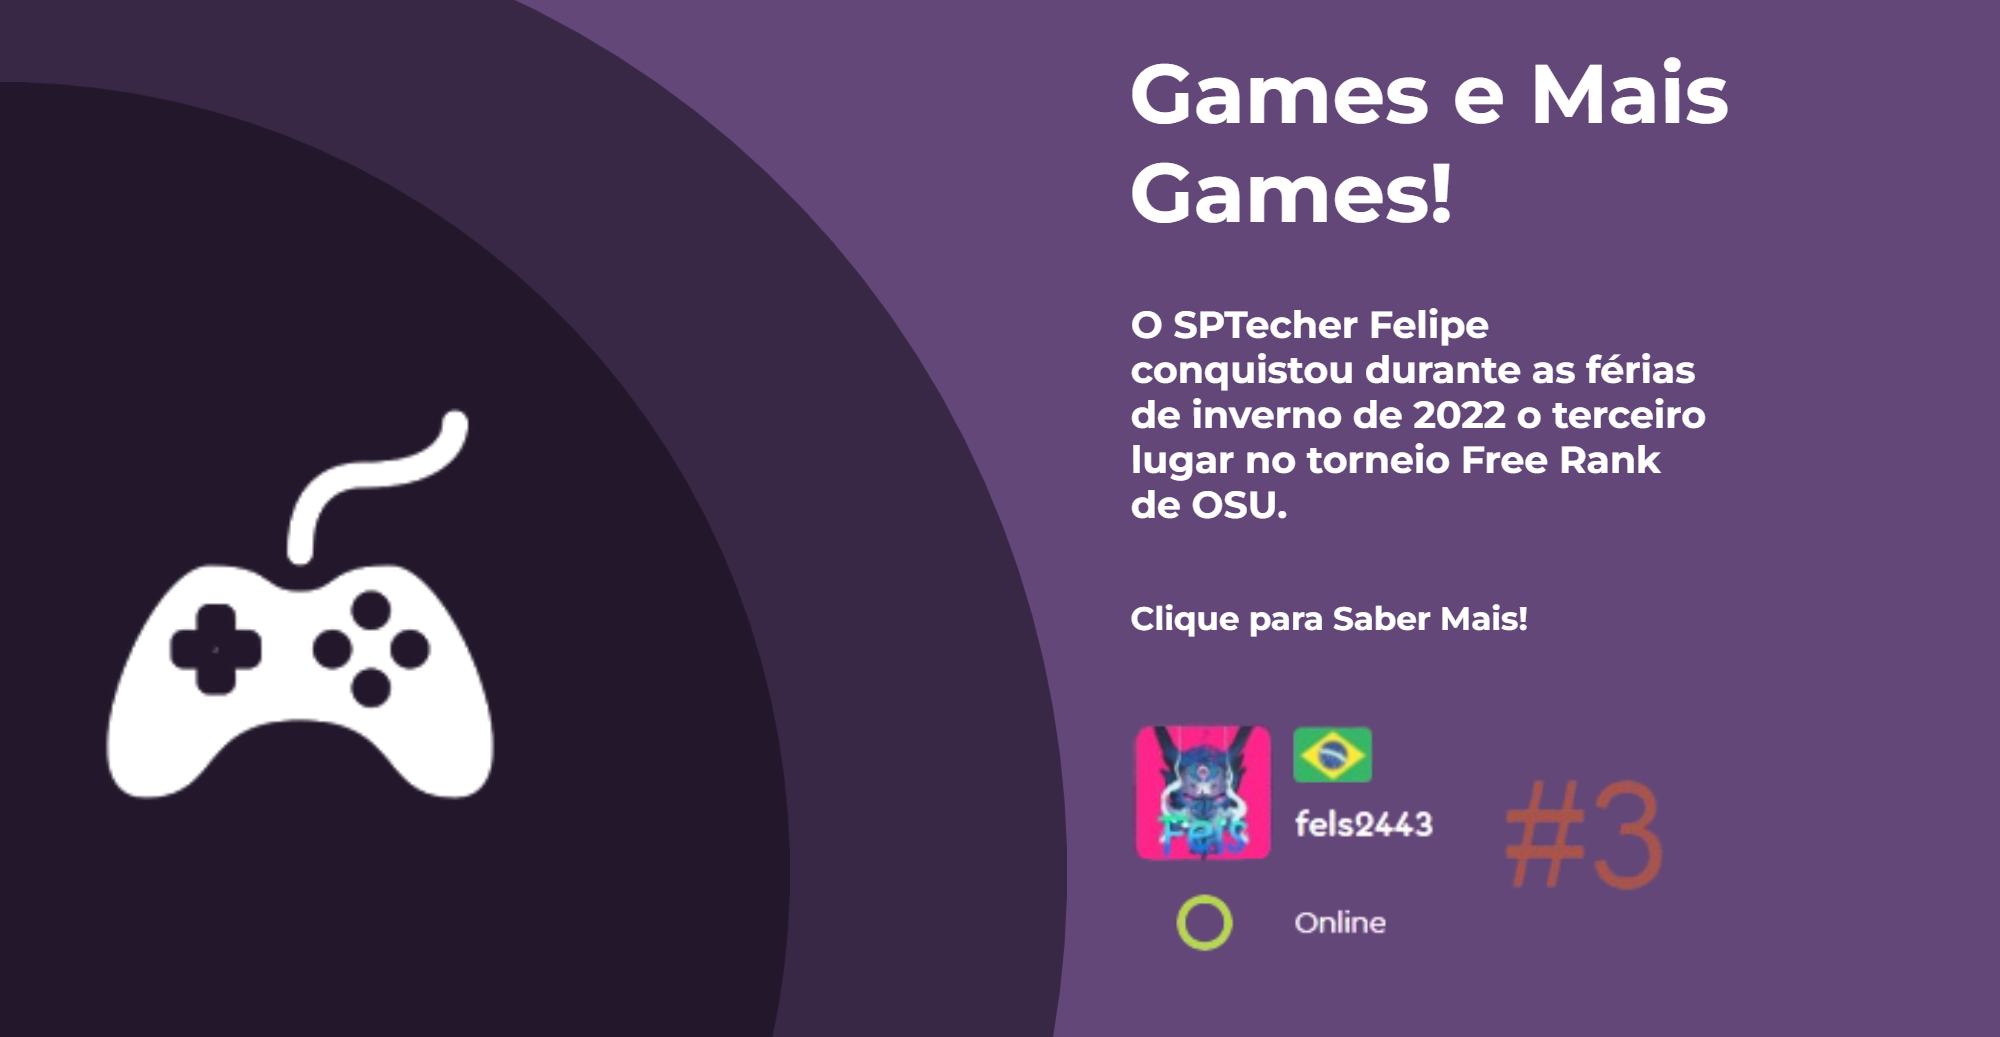 Games e Mais
Games!
O SPTecher Felipe
conquistou durante as férias
de inverno de 2022 o terceiro
lugar no torneio Free Rank
de OSU.
Clique para Saber Mais!
Fels
fels2443
#3
Online